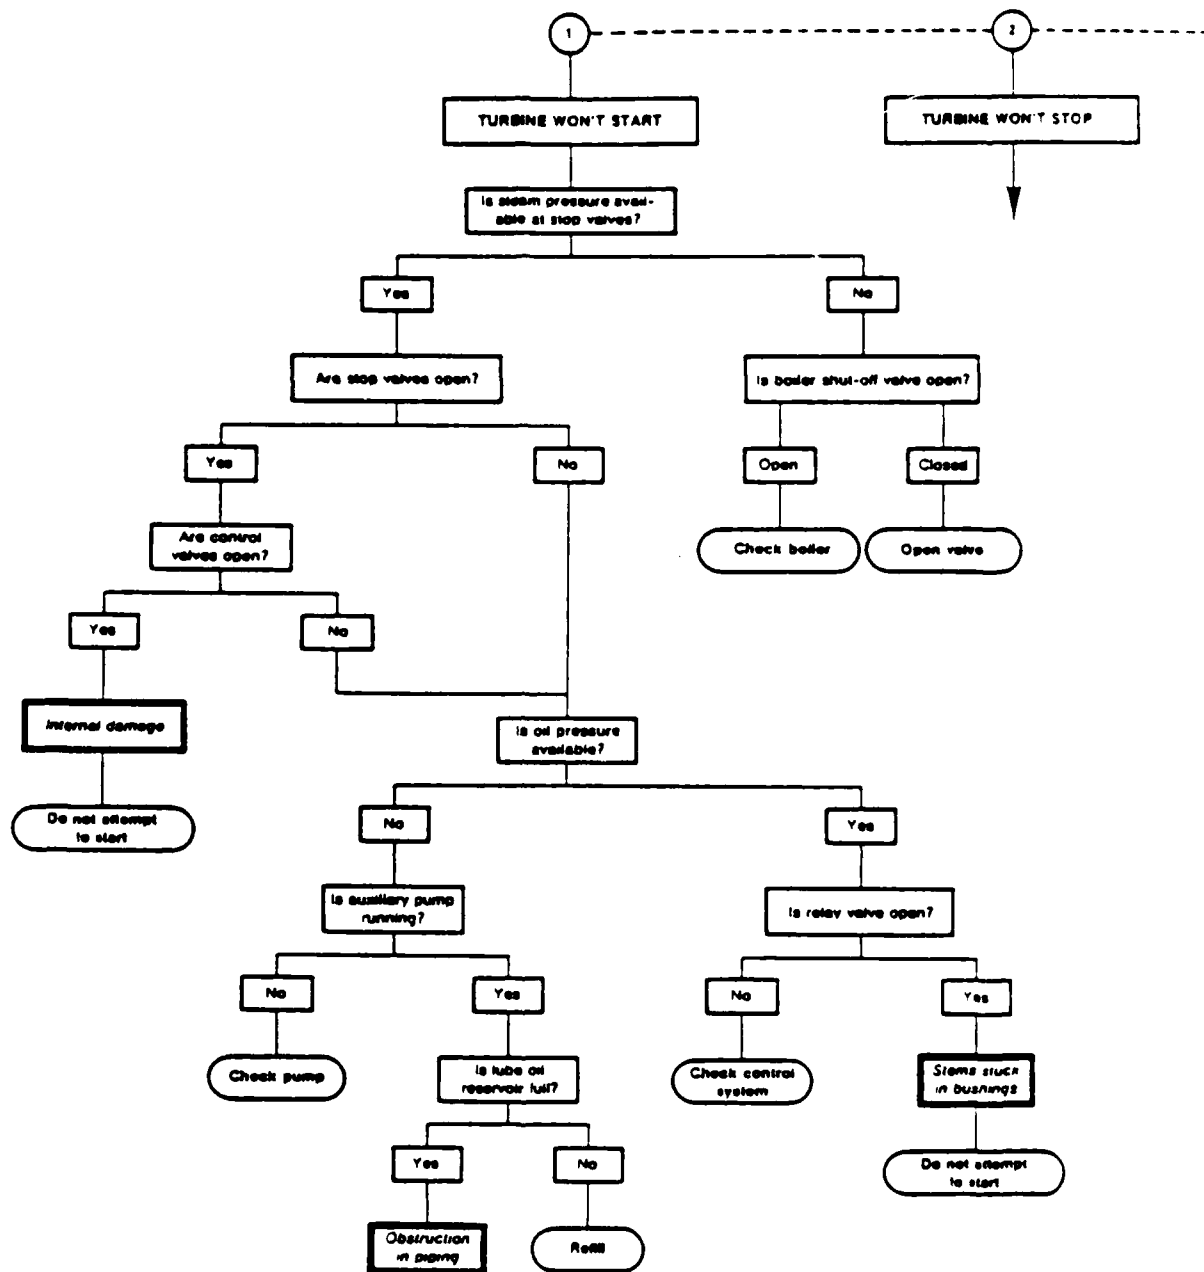 1
2
TURBINE WON'T START
TURBINE WON'T STOP
Is steam pressure avail-
able at stop valves?
Yes
No
Are stop valves open?
Is boiler shut-off valve open?
Yes
No
Open
Closed
Are control
valves open?
Check boiler
Open valve
Yes
No
Internal damage
Is oil pressure
available?
Do not attempt
to start
No
Yes
Is auxiliary pump
running?
Is relay valve open?
No
Yes
No
Yes
Check pump
Is lube oil
reservoir full?
Check control
system
Stems stuck
in bushings
Yes
No
Do not attempt
to start
Obstruction
in piping
Refill